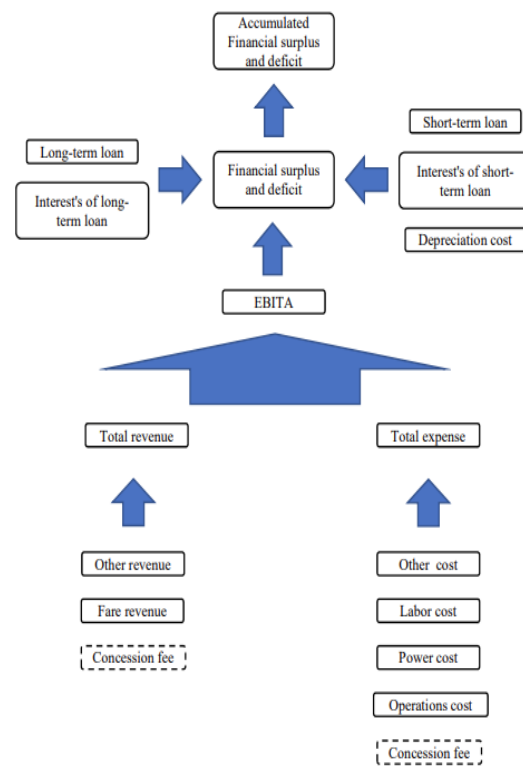 Accumulated
Financial surplus
and deficit
Short-term loan
Long-term loan
Financial surplus
and deficit
Interest's of short-
term loan
Interest's of long-
term loan
Depreciation cost
EBITA
Total revenue
Total expense
Other revenue
Other cost
Fare revenue
Labor cost
Concession fee
Power cost
Operations cost
Concession fee